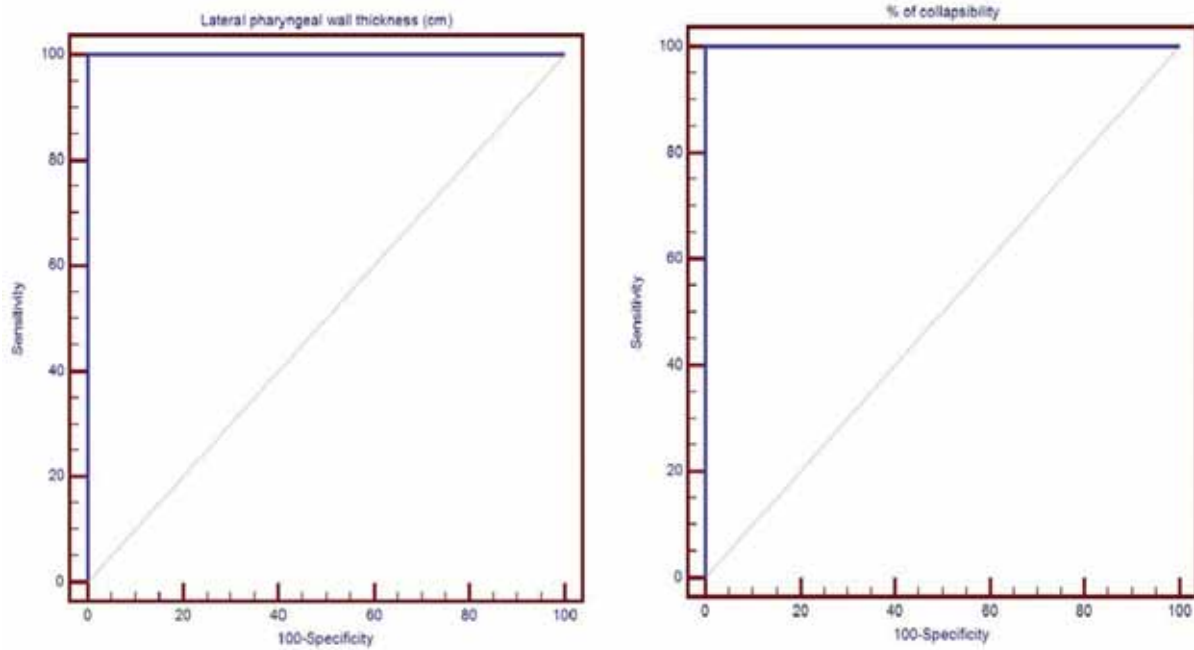 Lateral pharyngeal wall thickness (cm)
100
80
60
40
20
0
Sensitivity
0 20 40 60 80 100
100-Specificity
% of collapsibility
100
80
60
40
20
0
Sensitivity
0 20 40 60 80 100
100-Specificity